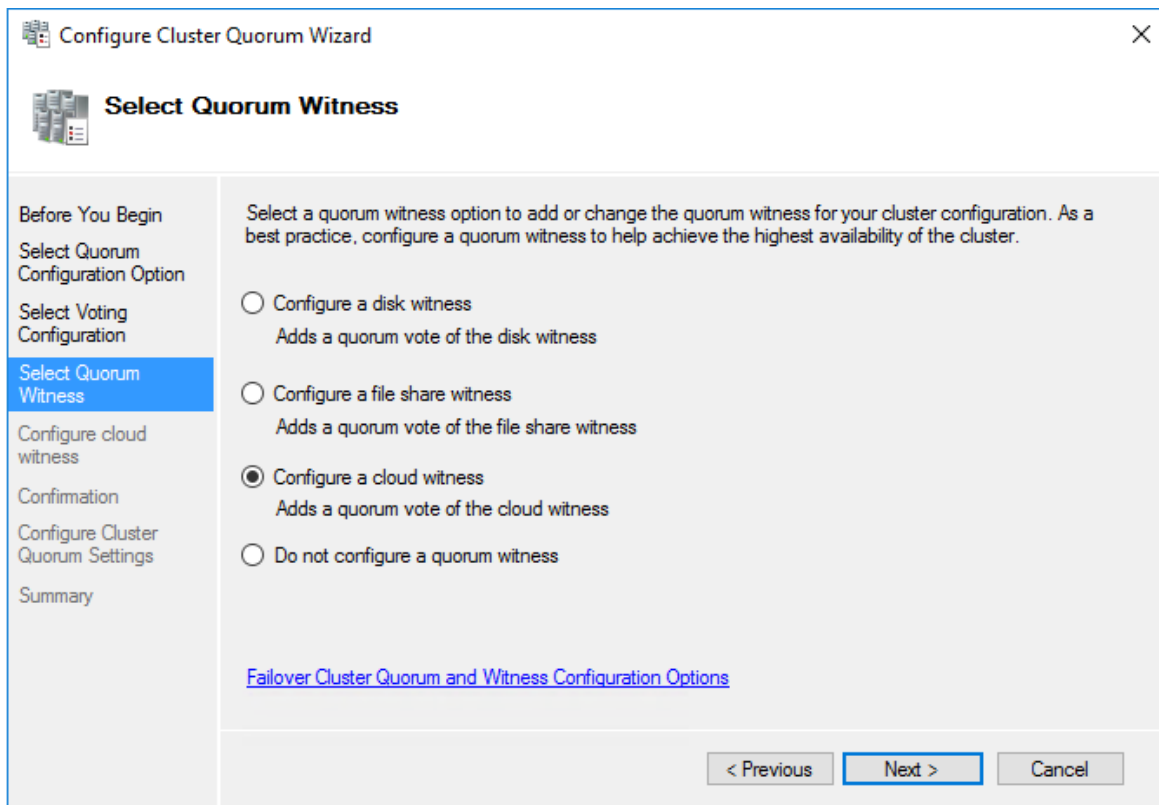 Configure Cluster Quorum Wizard
Select Quorum Witness
Before You Begin
Select Quorum
Configuration Option
Select Voting
Configuration
Select Quorum
Witness
Configure cloud
witness
Confirmation
Configure Cluster
Quorum Settings
Summary
Select a quorum witness option to add or change the quorum witness for your cluster configuration. As a
best practice, configure a quorum witness to help achieve the highest availability of the cluster.
Configure a disk witness
Adds a quorum vote of the disk witness
Configure a file share witness
Adds a quorum vote of the file share witness
Configure a cloud witness
Adds a quorum vote of the cloud witness
Do not configure a quorum witness
Failover Cluster Quorum and Witness Configuration Options
< Previous
Next >
Cancel